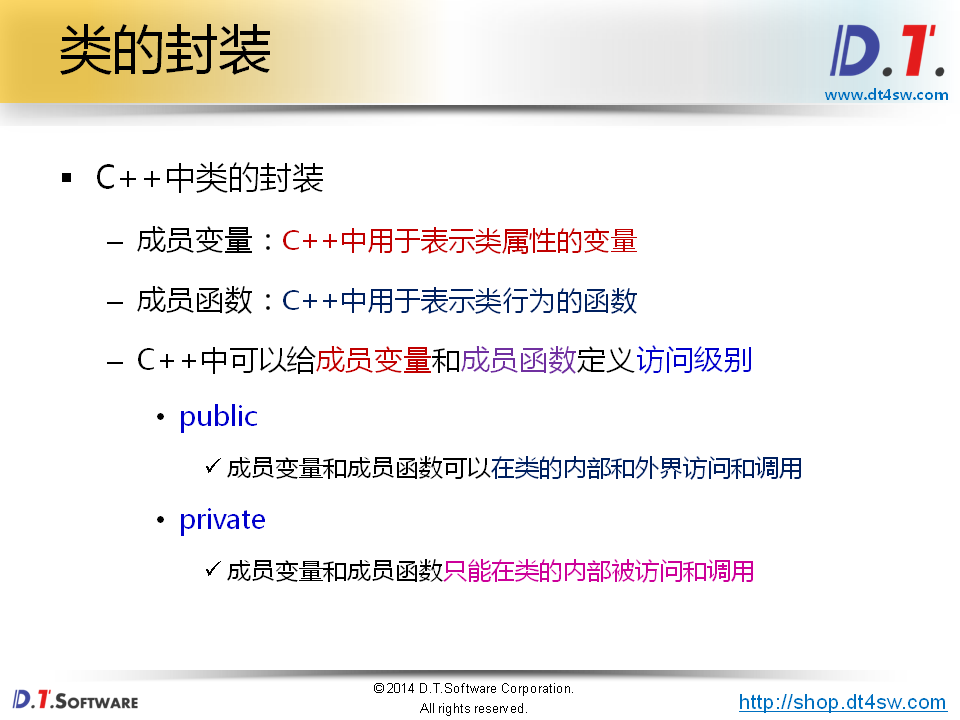 类的封装
D.T.
www.dt4sw.com
C++中类的封装
– 成员变量：C++中用于表示类属性的变量
– 成员函数：C++中用于表示类行为的函数
– C++中可以给成员变量和成员函数定义访问级别
• public
✓ 成员变量和成员函数可以在类的内部和外界访问和调用
• private
✓ 成员变量和成员函数只能在类的内部被访问和调用
D.T.SOFTWARE
©2014 D.T.Software Corporation.
All rights reserved.
http://shop.dt4sw.com